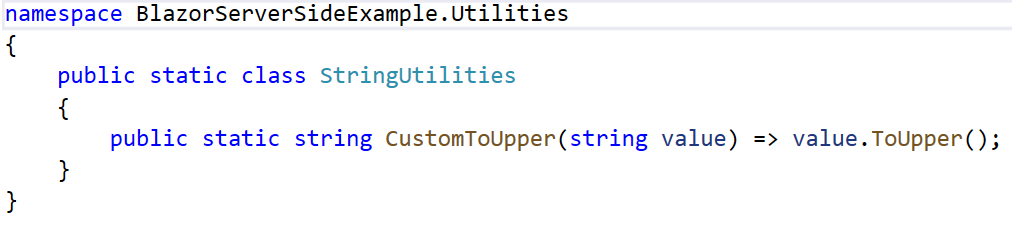 namespace BlazorServerSideExample.Utilities
{
    public static class StringUtilities
    {
        public static string CustomToUpper(string value) => value.ToUpper();
    }
}